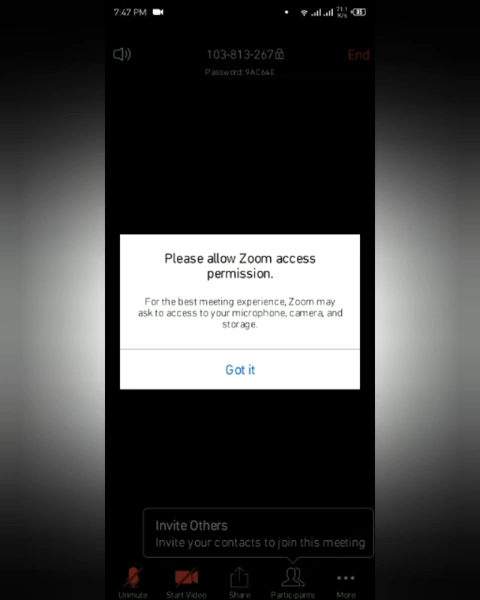 7:47 PM
71.1
K/s
103-813-267
End
Password: 9AC64E
Please allow Zoom access
permission.
For the best meeting experience, Zoom may
ask to access to your microphone, camera, and
storage.
Got it
Invite Others
Invite your contacts to join this meeting
Unmute
Start Video
Share
Participants
More